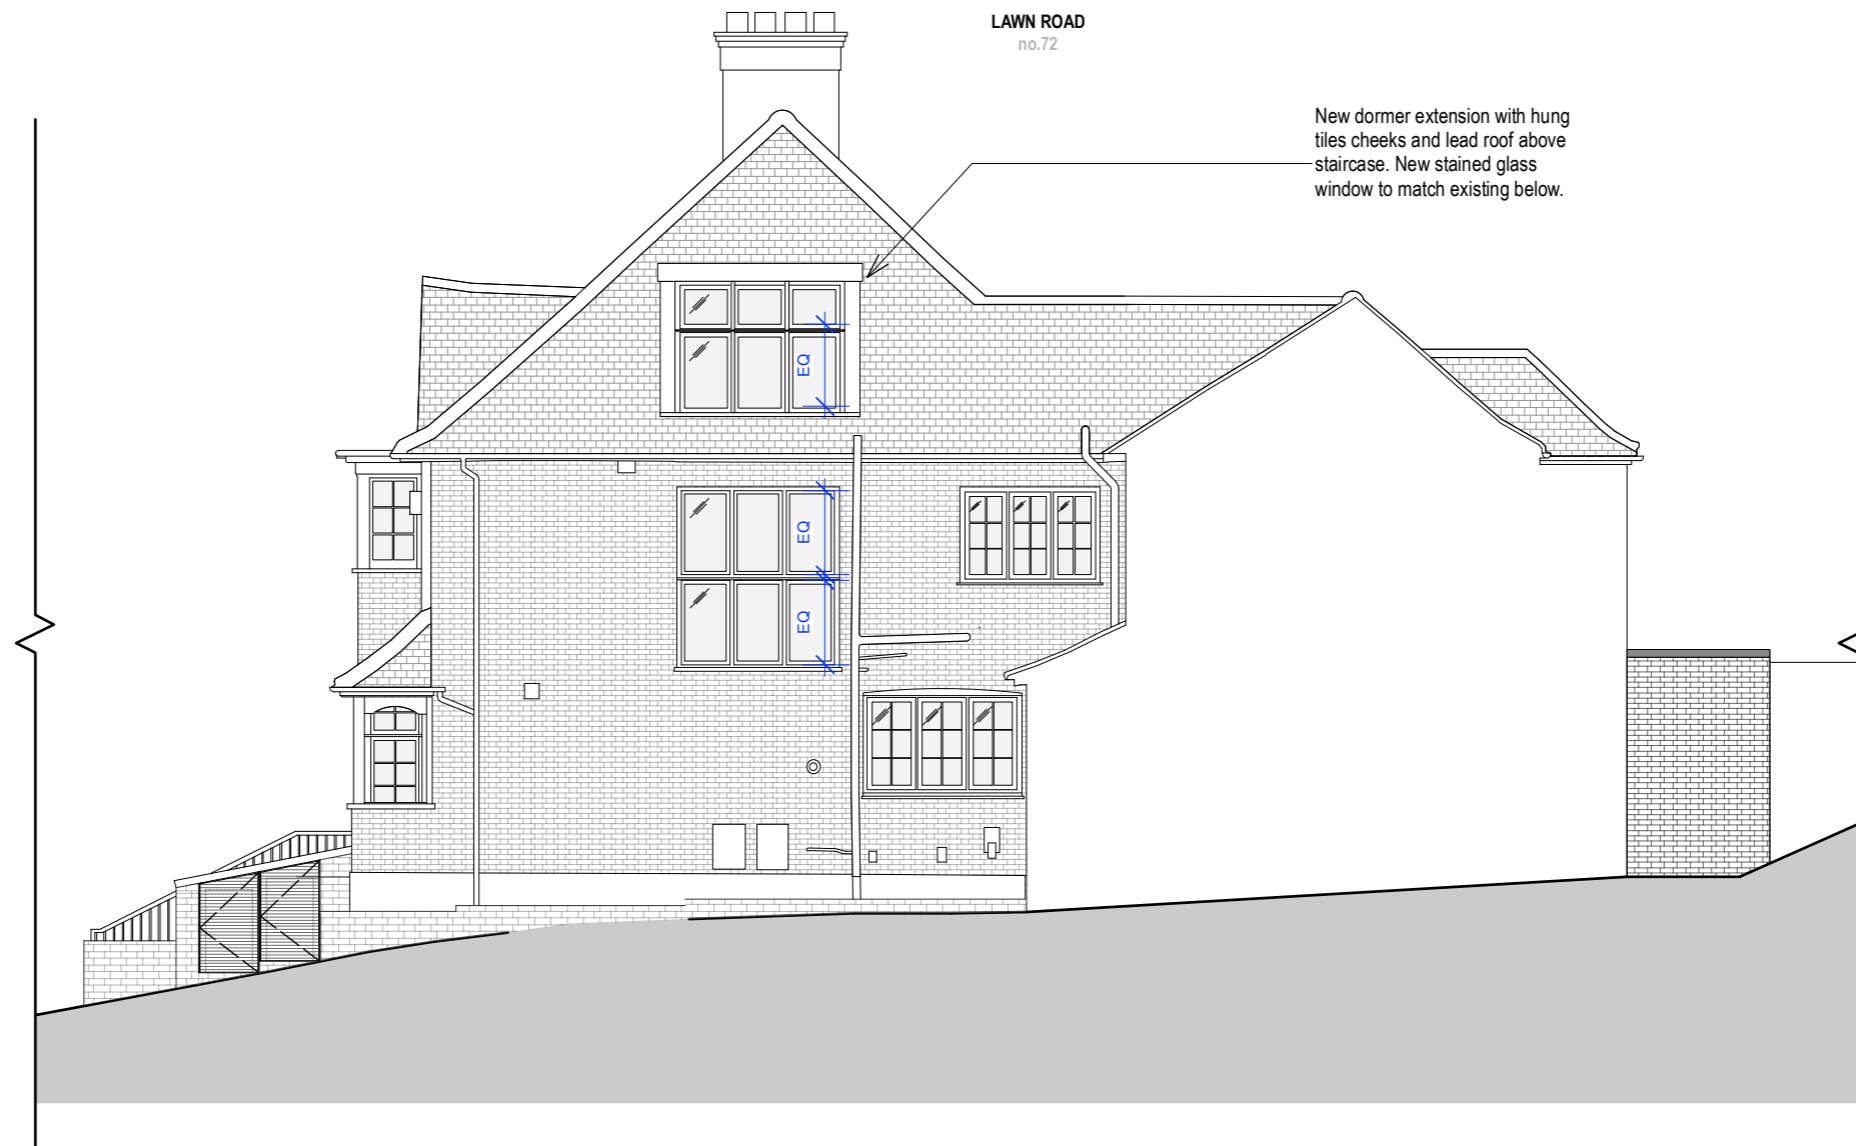 LAWN ROAD
no.72
New dormer extension with hung
tiles cheeks and lead roof above
staircase. New stained glass
window to match existing below.
EQ
EQ
EQ